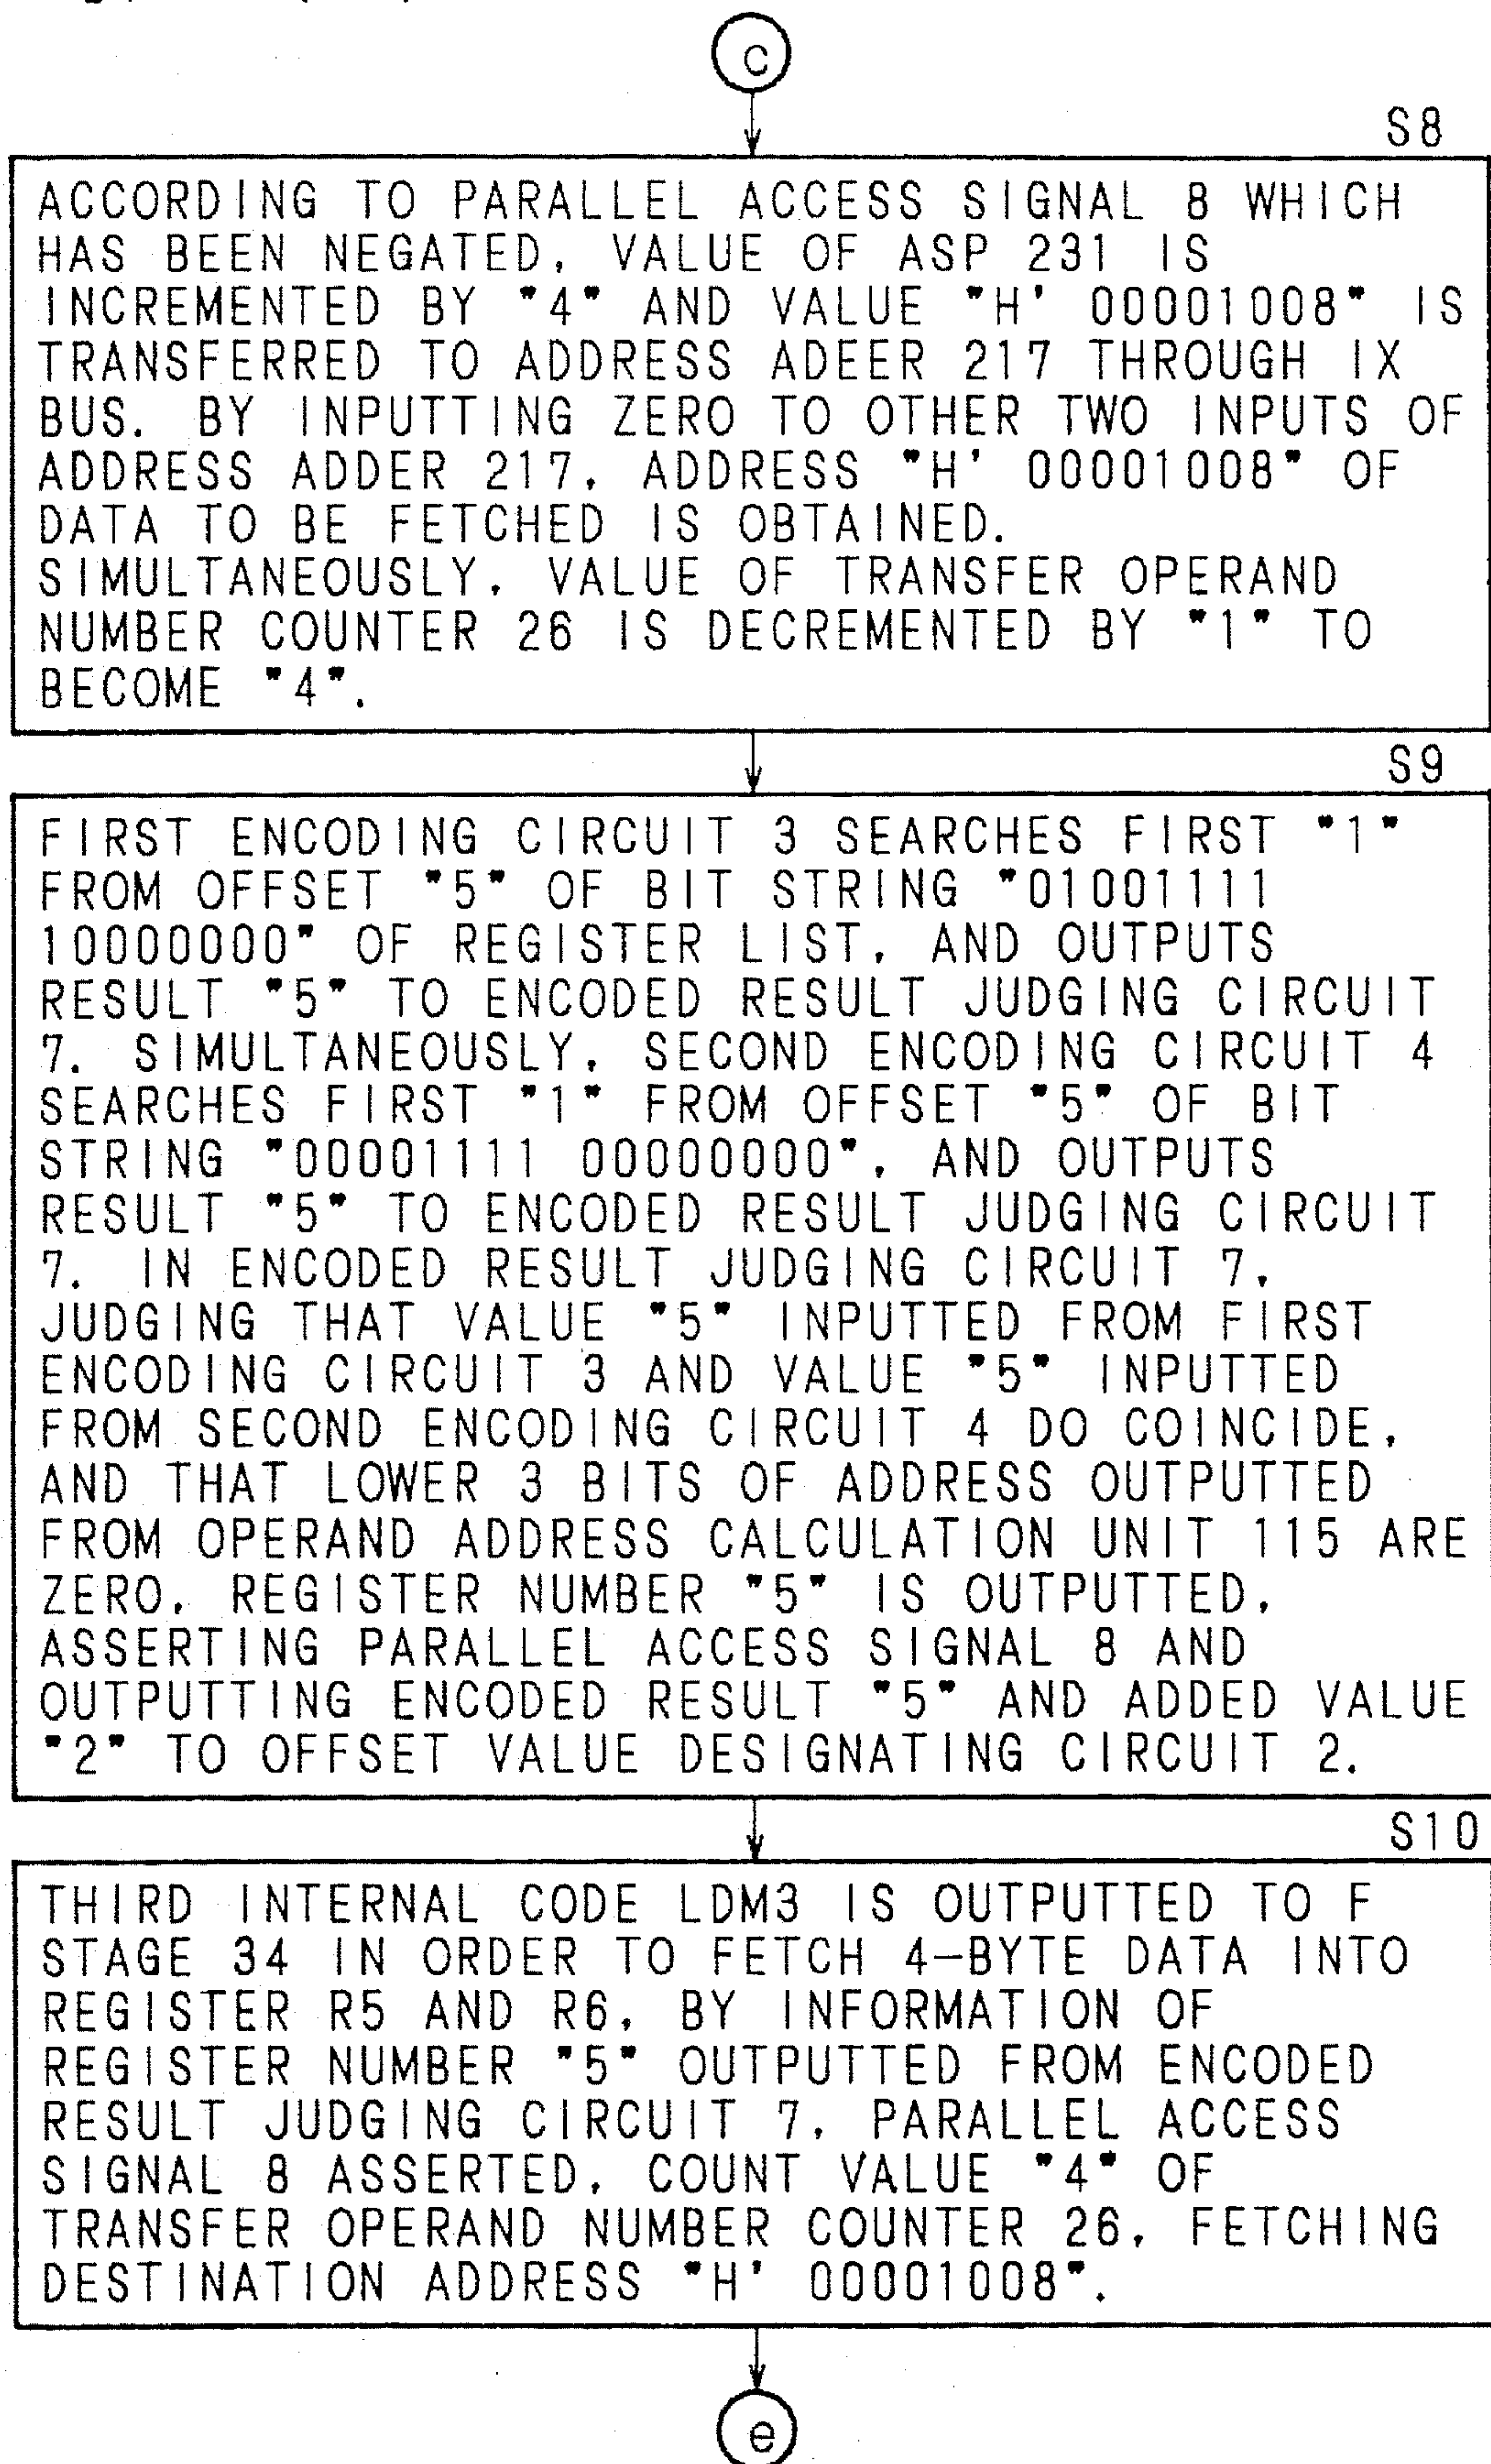 c
S8
ACCORDING TO PARALLEL ACCESS SIGNAL 8 WHICH
HAS BEEN NEGATED, VALUE OF ASP 231 IS
INCREMENTED BY "4" AND VALUE "H' 00001008" IS
TRANSFERRED TO ADDRESS ADEER 217 THROUGH IX
BUS. BY INPUTTING ZERO TO OTHER TWO INPUTS OF
ADDRESS ADDER 217, ADDRESS "H' 00001008" OF
DATA TO BE FETCHED IS OBTAINED.
SIMULTANEOUSLY, VALUE OF TRANSFER OPERAND
NUMBER COUNTER 26 IS DECREMENTED BY "1" TO
BECOME "4".
S9
FIRST ENCODING CIRCUIT 3 SEARCHES FIRST "1"
FROM OFFSET "5" OF BIT STRING "01001111
10000000" OF REGISTER LIST, AND OUTPUTS
RESULT "5" TO ENCODED RESULT JUDGING CIRCUIT
7. SIMULTANEOUSLY, SECOND ENCODING CIRCUIT 4
SEARCHES FIRST "1" FROM OFFSET "5" OF BIT
STRING "00001111 00000000", AND OUTPUTS
RESULT "5" TO ENCODED RESULT JUDGING CIRCUIT
7. IN ENCODED RESULT JUDGING CIRCUIT 7,
JUDGING THAT VALUE "5" INPUTTED FROM FIRST
ENCODING CIRCUIT 3 AND VALUE "5" INPUTTED
FROM SECOND ENCODING CIRCUIT 4 DO COINCIDE,
AND THAT LOWER 3 BITS OF ADDRESS OUTPUTTED
FROM OPERAND ADDRESS CALCULATION UNIT 115 ARE
ZERO, REGISTER NUMBER "5" IS OUTPUTTED,
ASSERTING PARALLEL ACCESS SIGNAL 8 AND
OUTPUTTING ENCODED RESULT "5" AND ADDED VALUE
"2" TO OFFSET VALUE DESIGNATING CIRCUIT 2.
S10
THIRD INTERNAL CODE LDM3 IS OUTPUTTED TO F
STAGE 34 IN ORDER TO FETCH 4-BYTE DATA INTO
REGISTER R5 AND R6, BY INFORMATION OF
REGISTER NUMBER "5" OUTPUTTED FROM ENCODED
RESULT JUDGING CIRCUIT 7, PARALLEL ACCESS
SIGNAL 8 ASSERTED, COUNT VALUE "4" OF
TRANSFER OPERAND NUMBER COUNTER 26, FETCHING
DESTINATION ADDRESS "H' 00001008".
e